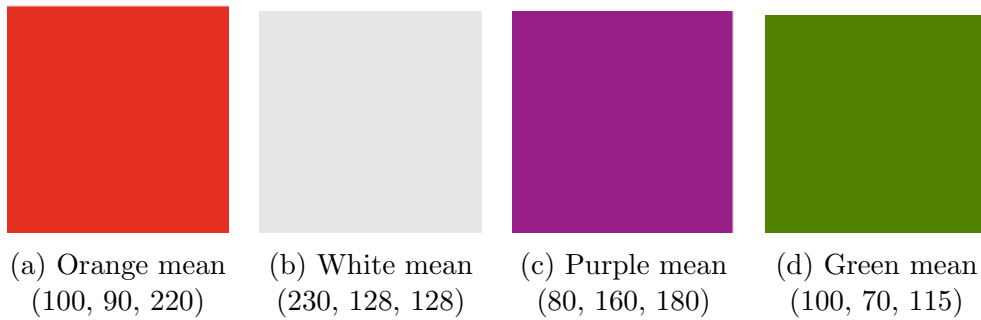 (a) Orange mean
(100, 90, 220)
(b) White mean
(230, 128, 128)
(c) Purple mean
(80, 160, 180)
(d) Green mean
(100, 70, 115)